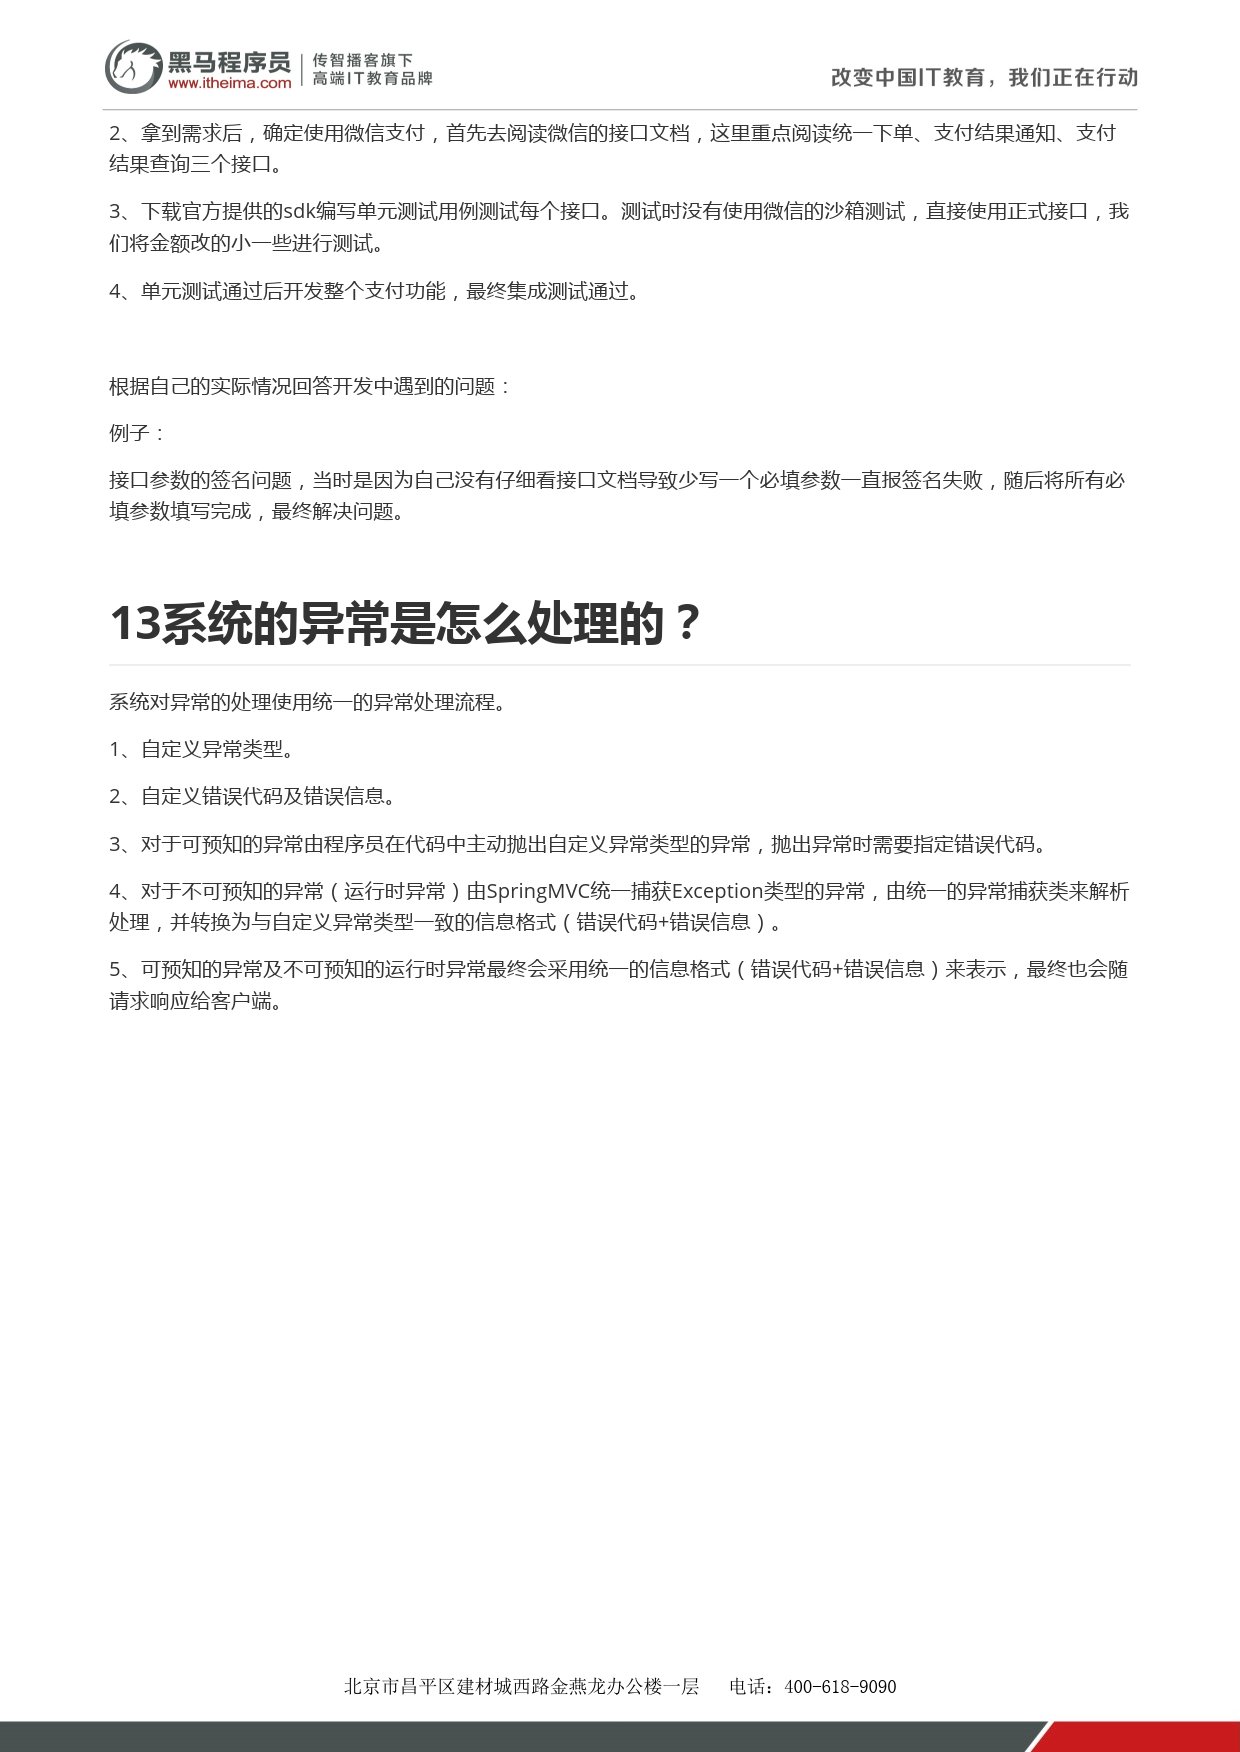 黑马程序员
www.itheima.com
传智播客旗下
高端IT教育品牌
改变中国IT教育，我们正在行动
2、拿到需求后，确定使用微信支付，首先去阅读微信的接口文档，这里重点阅读统一下单、支付结果通知、支付
结果查询三个接口。
3、下载官方提供的sdk编写单元测试用例测试每个接口。测试时没有使用微信的沙箱测试，直接使用正式接口，我
们将金额改的小一些进行测试。
4、单元测试通过后开发整个支付功能，最终集成测试通过。
根据自己的实际情况回答开发中遇到的问题：
例子：
接口参数的签名问题，当时是因为自己没有仔细看接口文档导致少写一个必填参数一直报签名失败，随后将所有必
填参数填写完成，最终解决问题。
13系统的异常是怎么处理的？
系统对异常的处理使用统一的异常处理流程。
1、自定义异常类型。
2、自定义错误代码及错误信息。
3、对于可预知的异常由程序员在代码中主动抛出自定义异常类型的异常，抛出异常时需要指定错误代码。
4、对于不可预知的异常（运行时异常）由SpringMVC统一捕获Exception类型的异常，由统一的异常捕获类来解析
处理，并转换为与自定义异常类型一致的信息格式（错误代码+错误信息）。
5、可预知的异常及不可预知的运行时异常最终会采用统一的信息格式（错误代码+错误信息）来表示，最终也会随
请求响应给客户端。
北京市昌平区建材城西路金燕龙办公楼一层 电话：400-618-9090